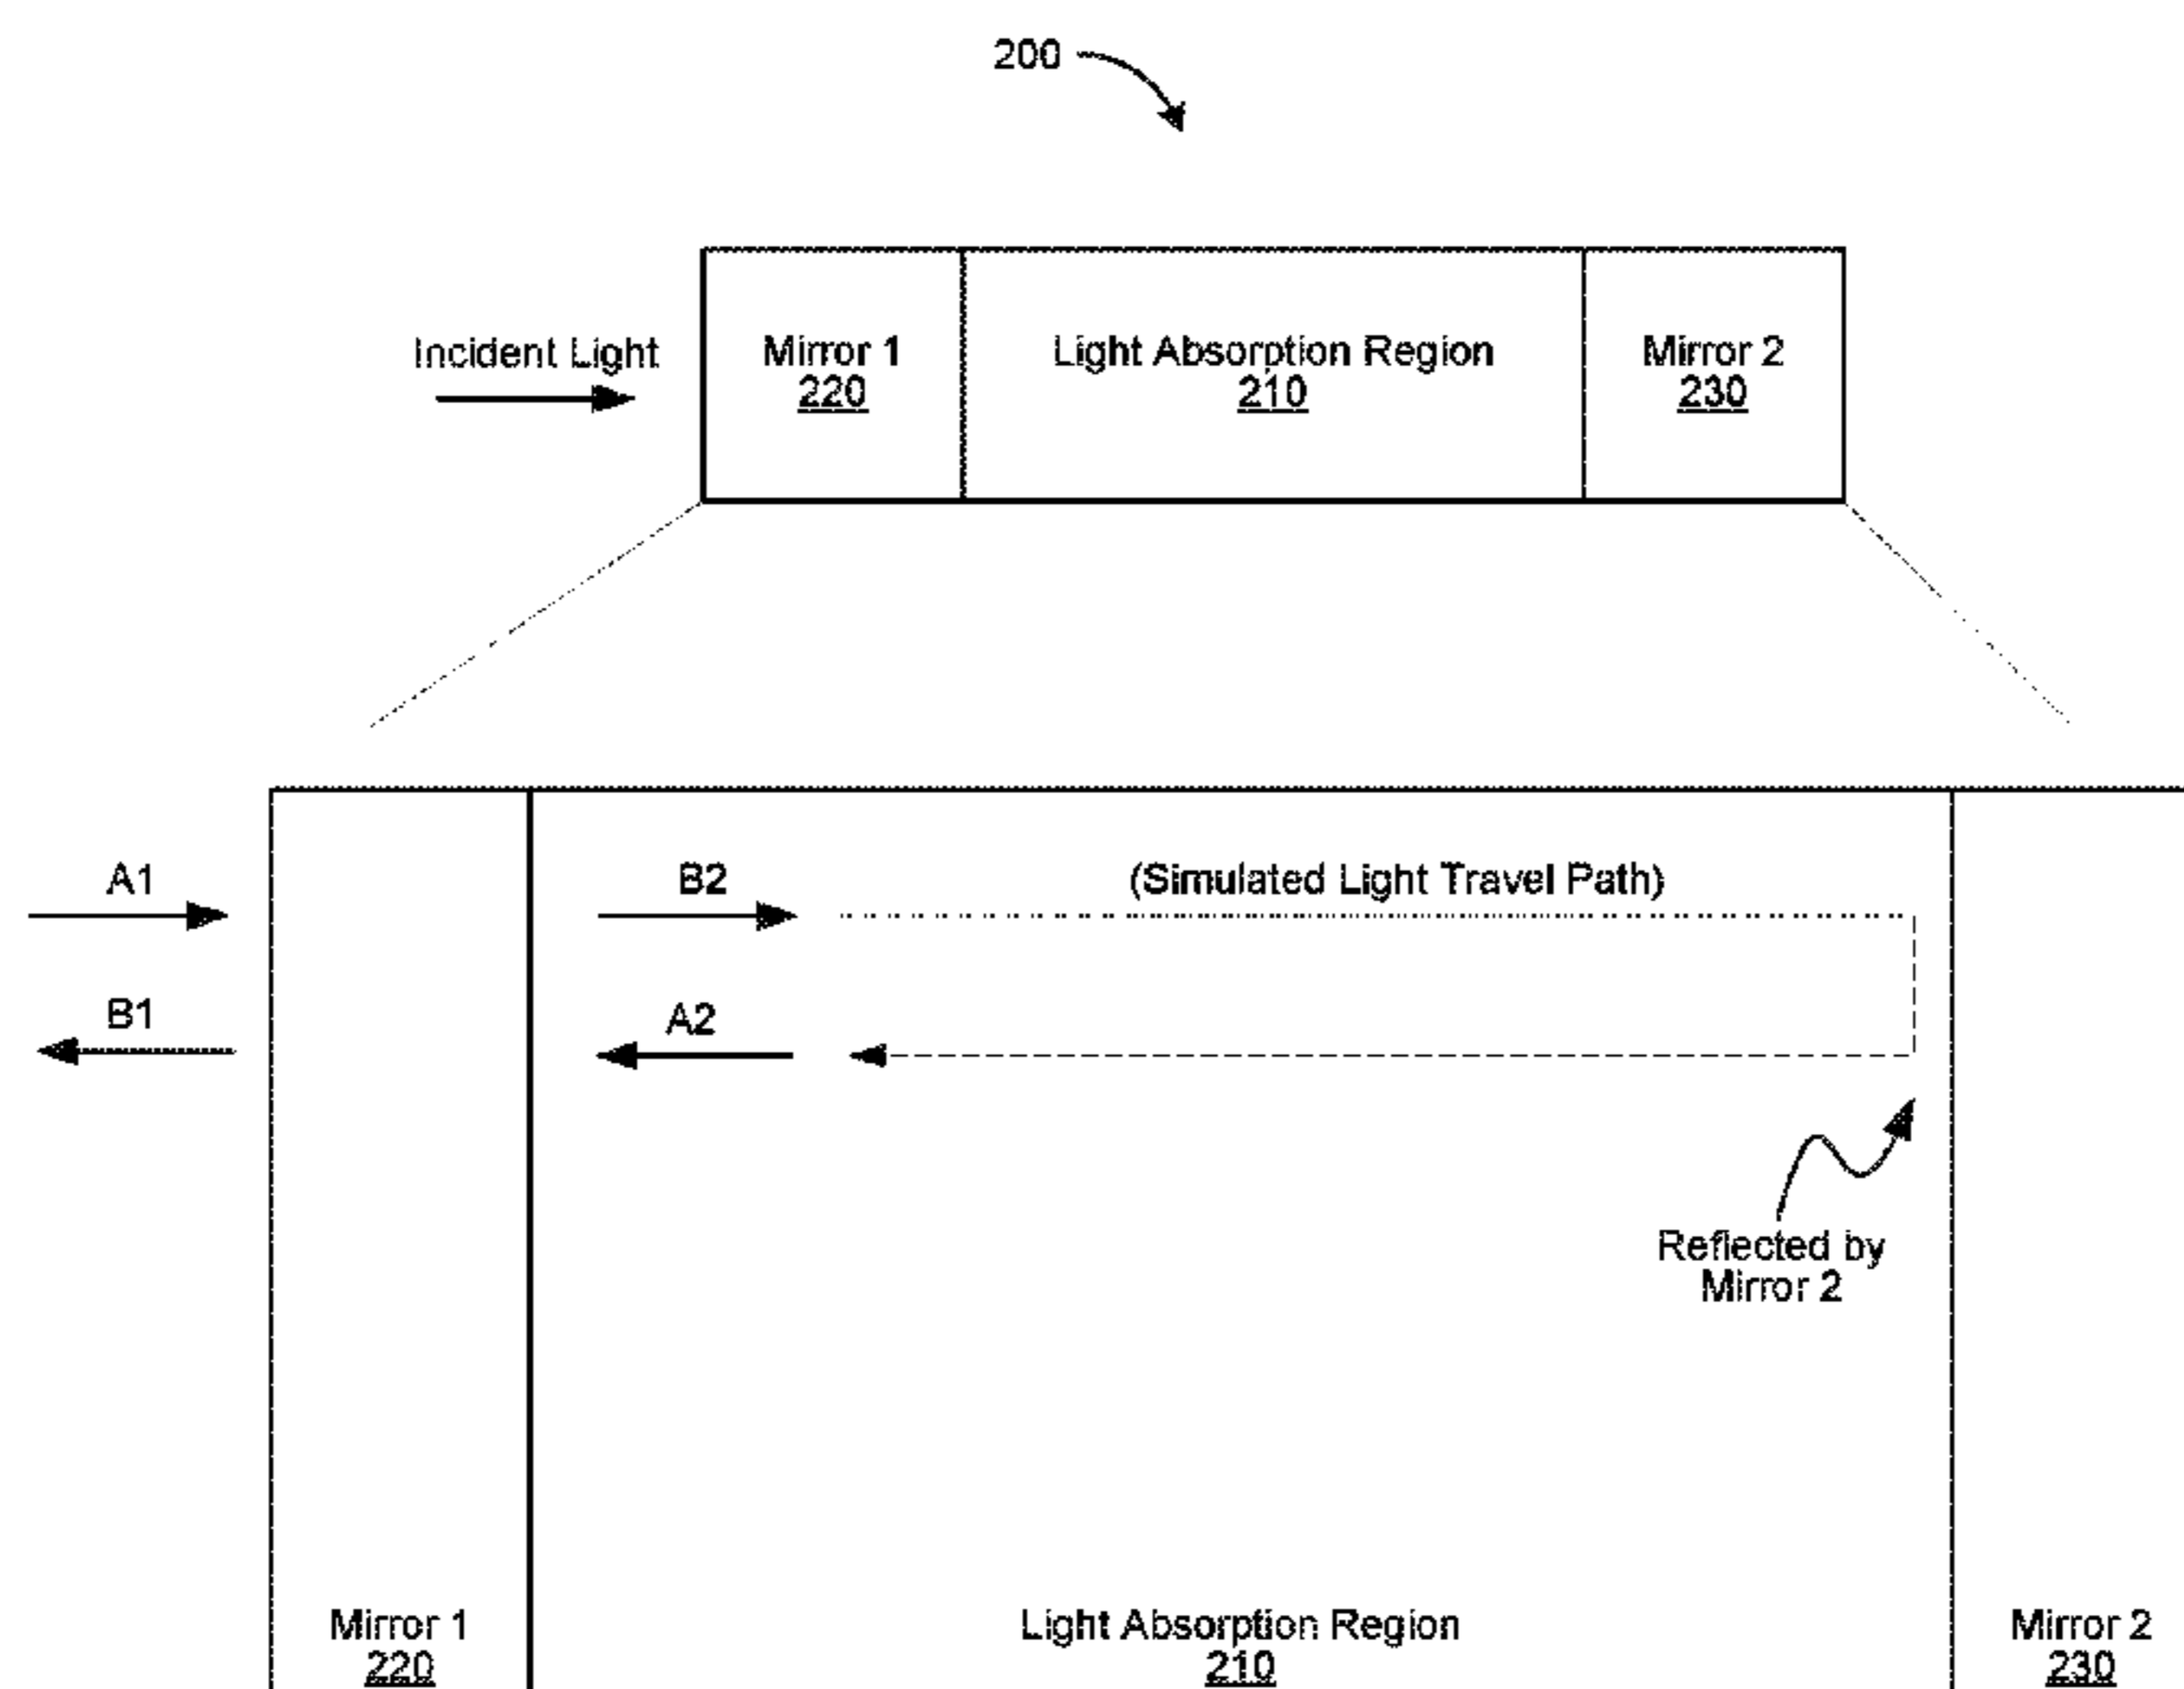 200
Incident Light
Mirror 1
220
Light Absorption Region
210
Mirror 2
230
A1
B2
(Simulated Light Travel Path)
B1
A2
Reflected by
Mirror 2
Mirror 1
220
Light Absorption Region
210
Mirror 2
230